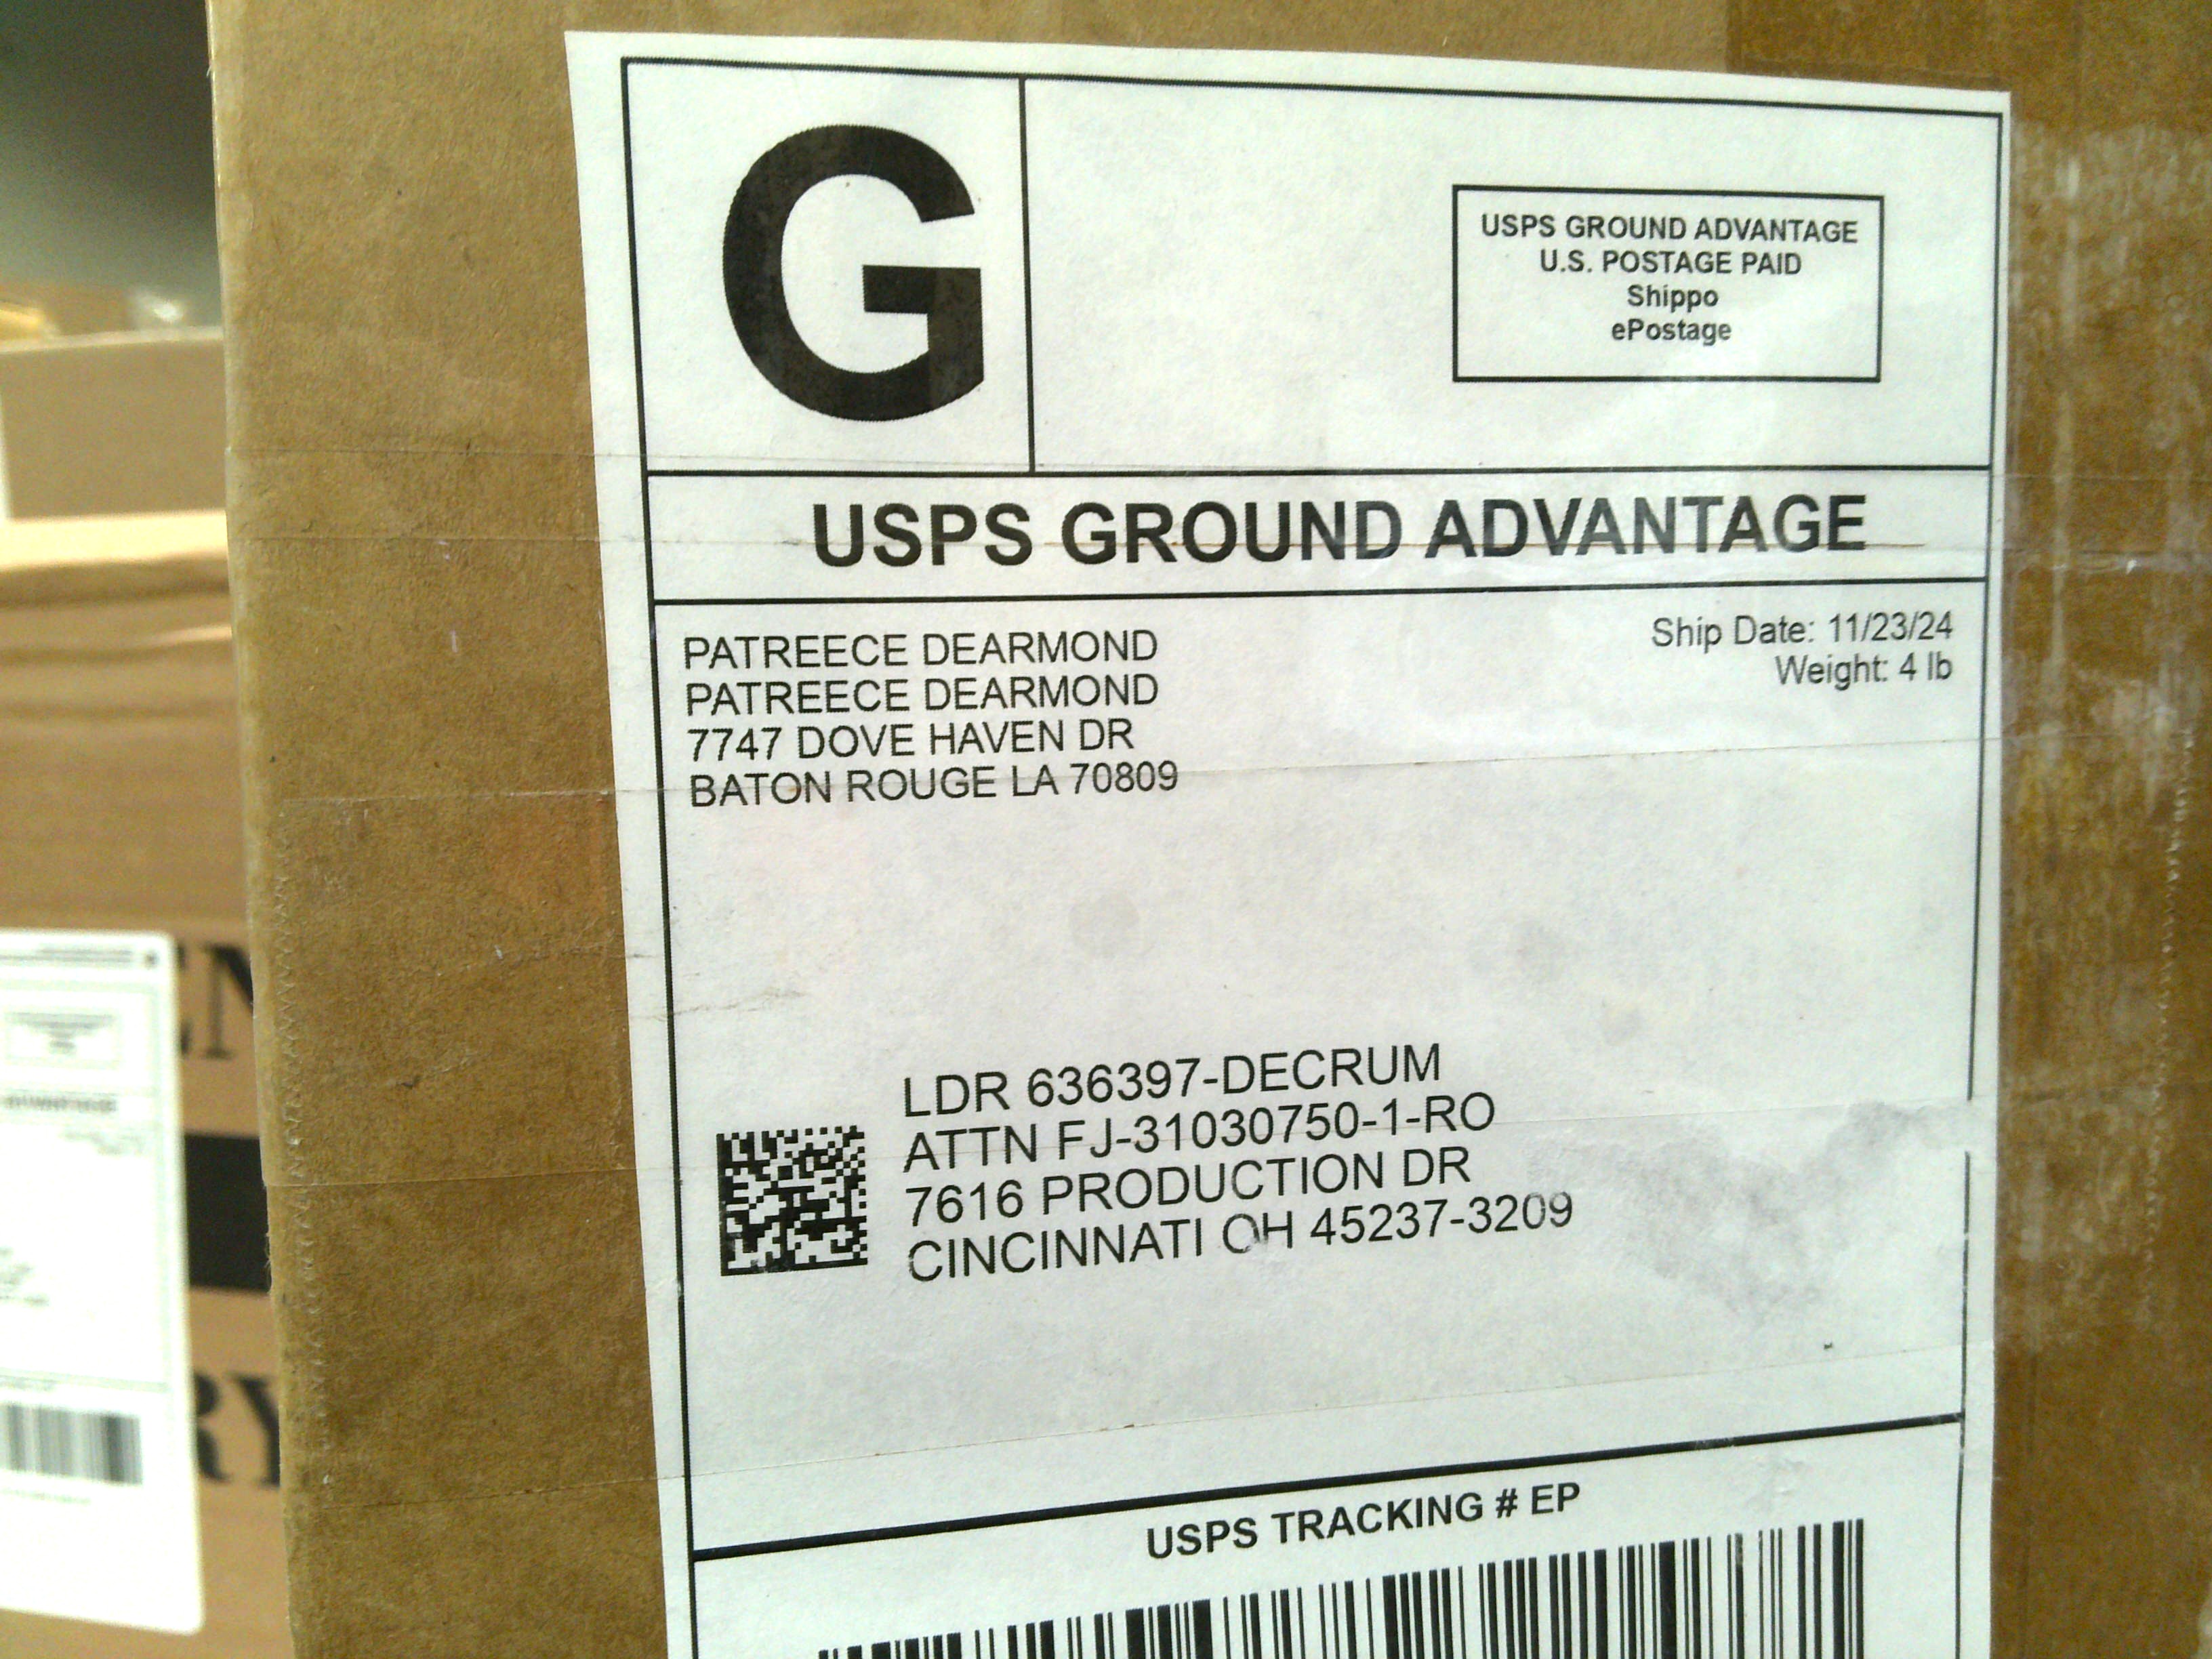 G
USPS GROUND ADVANTAGE
U.S. POSTAGE PAID
Shippo
ePostage
USPS GROUND ADVANTAGE
PATREECE DEARMOND
PATREECE DEARMOND
7747 DOVE HAVEN DR
BATON ROUGE LA 70809
Ship Date: 11/23/24
Weight: 4 lb
LDR 636397-DECRUM
ATTN FJ-31030750-1-RO
7616 PRODUCTION DR
CINCINNATI OH 45237-3209
USPS TRACKING # EP